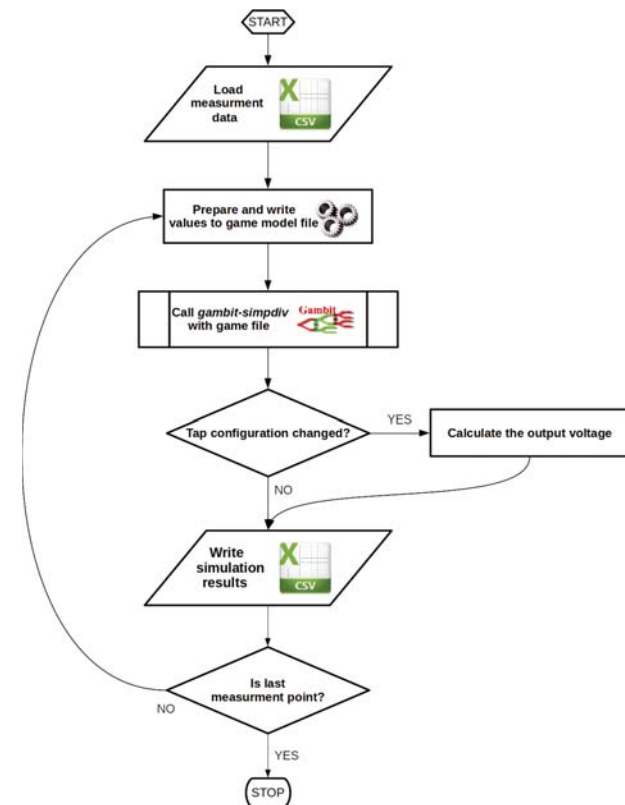 START
Load
measurment
data
X
CSV
Prepare and write
values to game model file
Call gambit-simpdiv
with game file
Gambit
Tap configuration changed?
YES
Calculate the output voltage
NO
Write
simulation
results
X
CSV
Is last
measurment point?
NO
YES
STOP